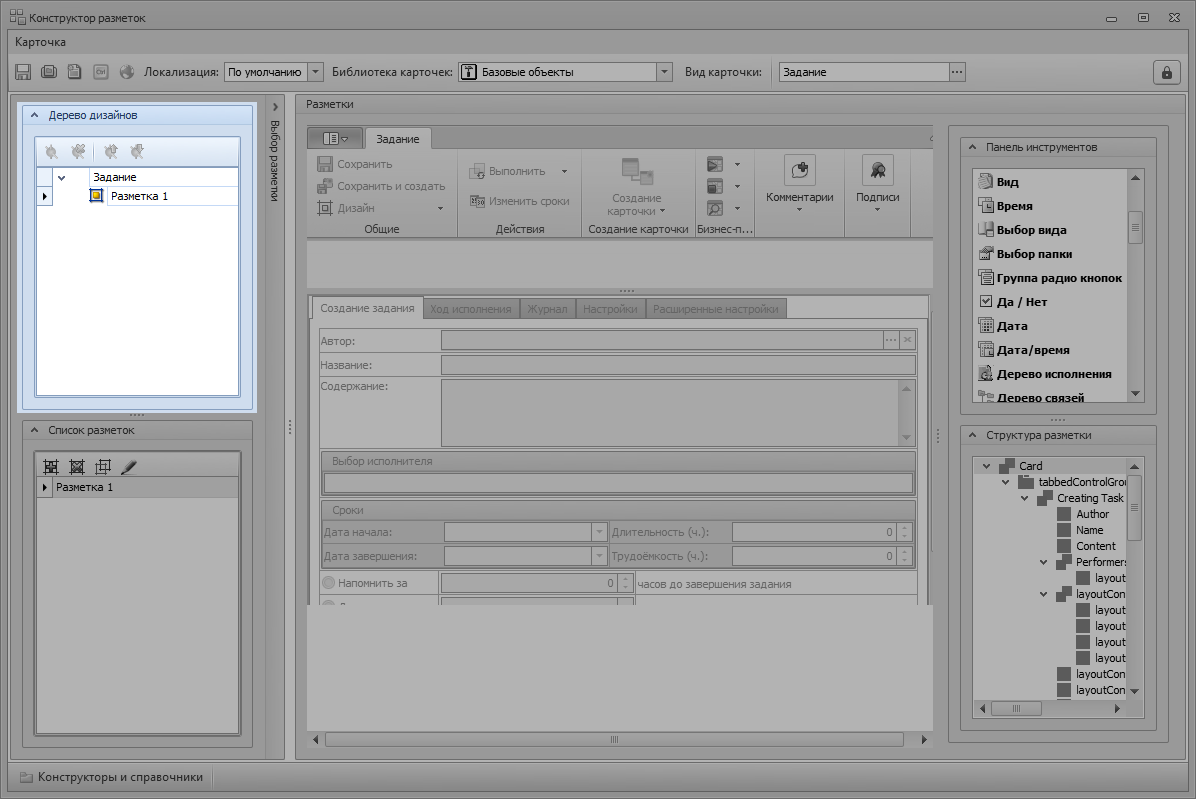 Конструктор разметок
Карточка
Локализация: По умолчанию Библиотека карточек: Базовые объекты Вид карточки: Задание
Дерево дизайнов
Задание
Разметка 1
Список разметок
Разметка 1
Выбор разметки
Разметки
Задание
Сохранить
Сохранить и создать
Дизайн
Общие
Выполнить
Изменить сроки
Действия
Создание
карточки
Создание карточки
Бизнес-п...
Комментарии
Подписи
Создание задания Ход исполнения Журнал Настройки Расширенные настройки
Автор:
Название:
Содержание:
Выбор исполнителя
Сроки
Дата начала: Длительность (ч.): 0
Дата завершения: Трудоёмкость (ч.): 0
Напомнить за 0 часов до завершения задания
Панель инструментов
Вид
Время
Выбор вида
Выбор папки
Группа радио кнопок
Да / Нет
Дата
Дата/время
Дерево исполнения
Дерево связей
Структура разметки
Card
tabbedControlGrou
Creating Task
Author
Name
Content
Performers
layout
layoutCon
layout
layout
layout
layout
layoutCon
layoutCon
Конструкторы и справочники